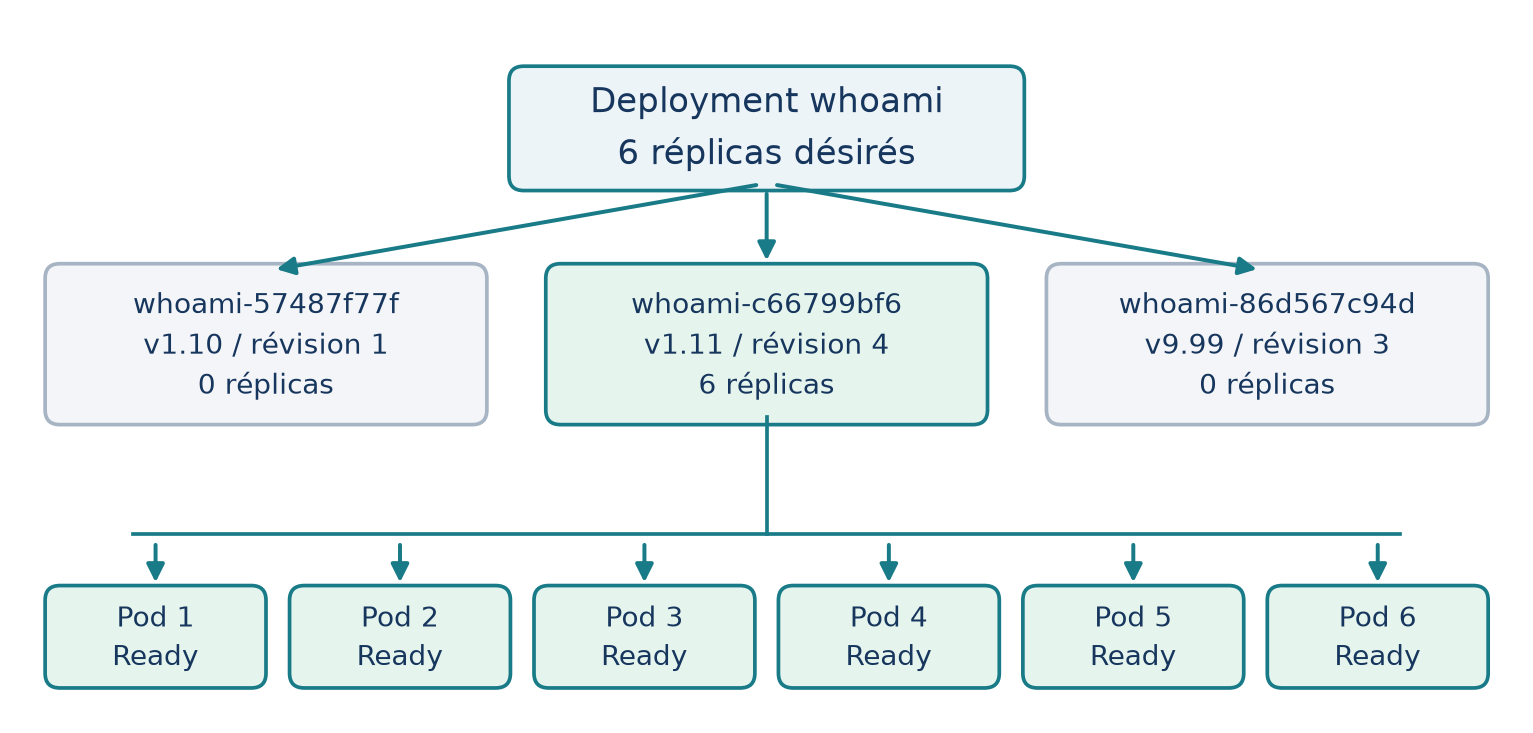 Deployment whoami
6 réplicas désirés
whoami-57487f77f
v1.10 / révision 1
0 réplicas
whoami-c66799bf6
v1.11 / révision 4
6 réplicas
whoami-86d567c94d
v9.99 / révision 3
0 réplicas
Pod 1
Ready
Pod 2
Ready
Pod 3
Ready
Pod 4
Ready
Pod 5
Ready
Pod 6
Ready